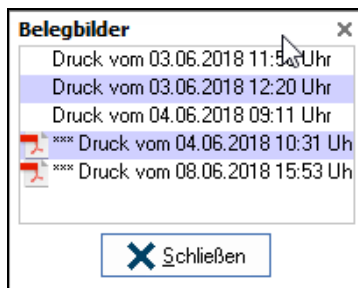 Belegbilder
Druck vom 03.06.2018 Uhr
Druck vom 03.06.2018 12:20 Uhr
Druck vom 04.06.2018 09:11 Uhr
*** Druck vom 04.06.2018 10:31 Uh
*** Druck vom 08.06.2018 15:53 Uh
Schließen